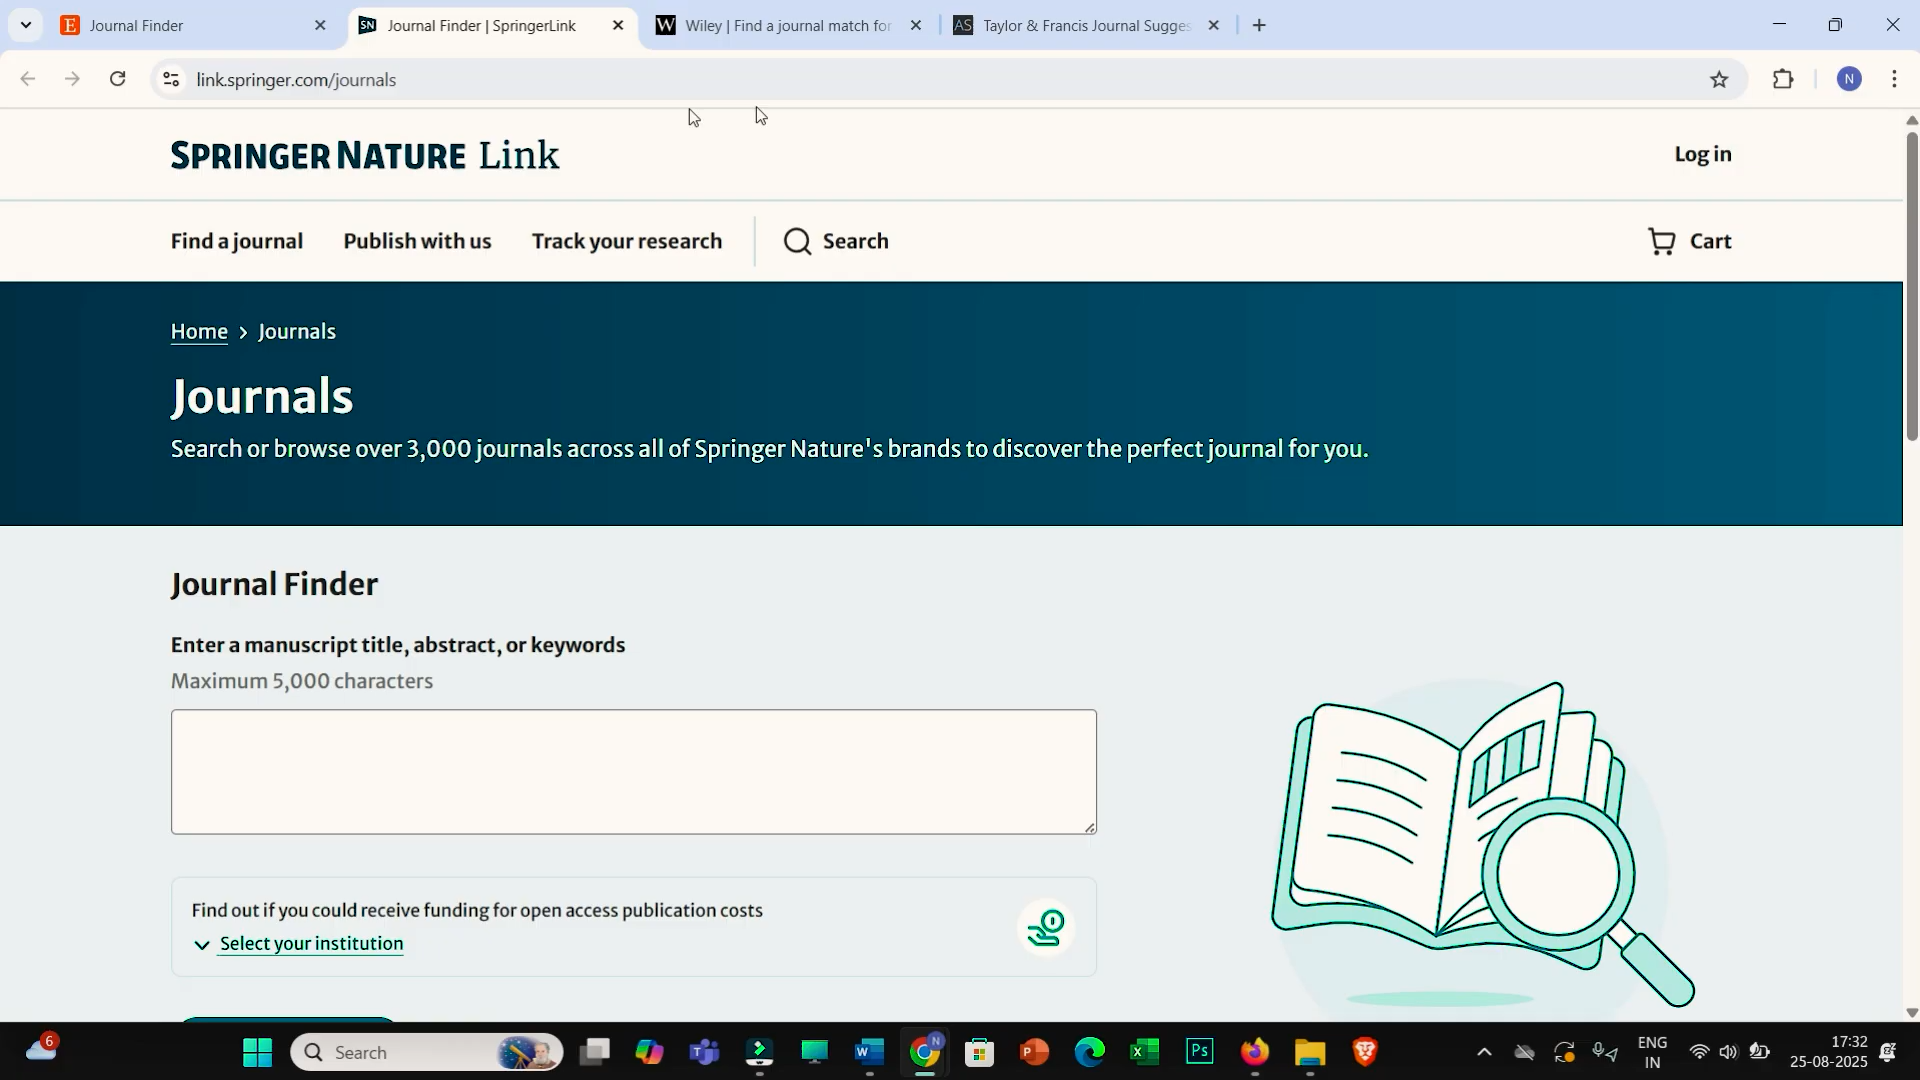 Journal Finder
Journal Finder | SpringerLink
Wiley | Find a journal match for
Taylor & Francis Journal Sugges
link.springer.com/journals
N
SPRINGER NATURE Link
Log in
Find a journal
Publish with us
Track your research
Search
Cart
Home > Journals
Journals
Search or browse over 3,000 journals across all of Springer Nature's brands to discover the perfect journal for you.
Journal Finder
Enter a manuscript title, abstract, or keywords
Maximum 5,000 characters
Find out if you could receive funding for open access publication costs
Select your institution
6
Search
ENG
IN
17:32
25-08-2025